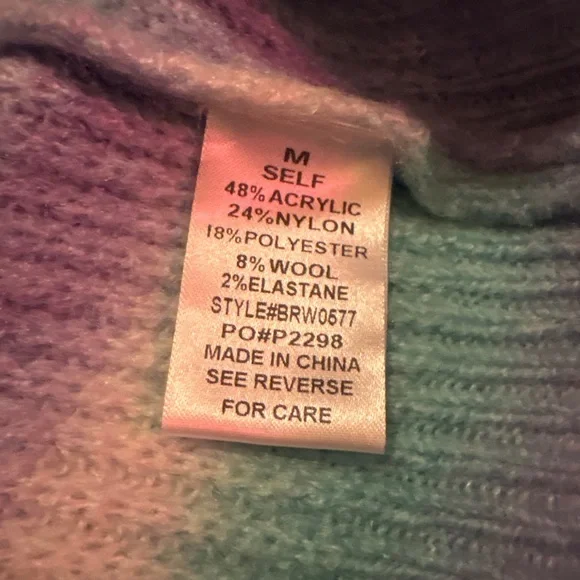 M
SELF
48% ACRYLIC
24%NYLON
18%POLYESTER
8% WOOL
2%ELASTANE
STYLE#BRW0577
PO#P2298
MADE IN CHINA
SEE REVERSE
FOR CARE